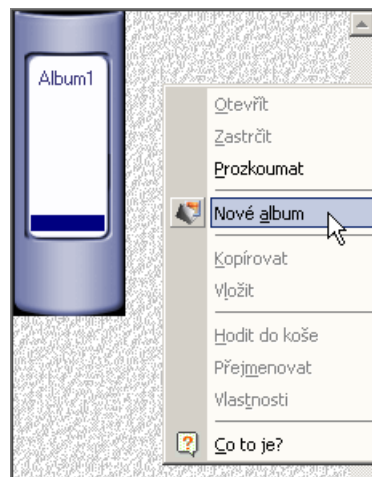 Album1
Otevřít
Zastrčit
Prozkoumat
Nové album
Kopírovat
Vložit
Hodit do koše
Přejmenovat
Vlastnosti
Co to je?